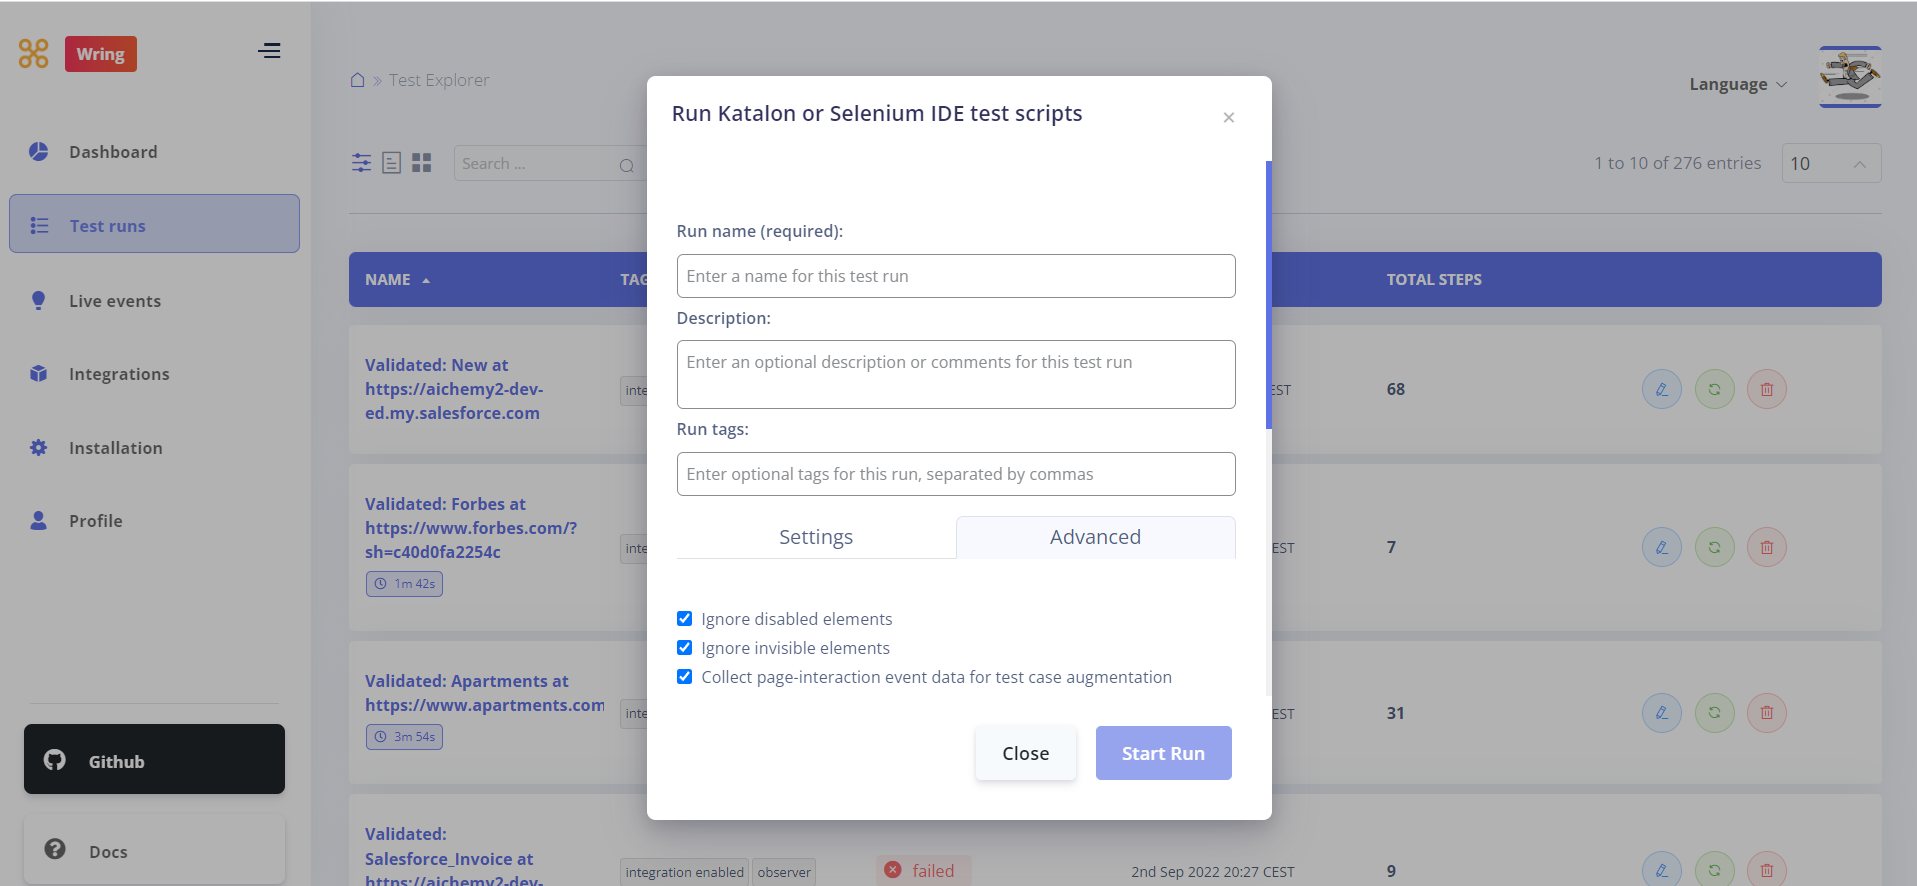 Wring
Dashboard
Test runs
Live events
Integrations
Installation
Profile
Github
Docs
» Test Explorer
Search ...
Language
1 to 10 of 276 entries
10
NAME
TAG
TOTAL STEPS
Validated: New at
https://aichemy2-dev-
ed.my.salesforce.com
inte
EST
68
Validated: Forbes at
https://www.forbes.com/?
sh=c40d0fa2254c
1m 42s
inte
EST
7
Validated: Apartments at
https://www.apartments.com
3m 54s
inte
EST
31
Validated:
Salesforce_Invoice at
https://aichemy2-dev-
integration enabled
observer
failed
2nd Sep 2022 20:27 CEST
9
Run Katalon or Selenium IDE test scripts
×
Run name (required):
Enter a name for this test run
Description:
Enter an optional description or comments for this test run
Run tags:
Enter optional tags for this run, separated by commas
Settings
Advanced
Ignore disabled elements
Ignore invisible elements
Collect page-interaction event data for test case augmentation
Close
Start Run